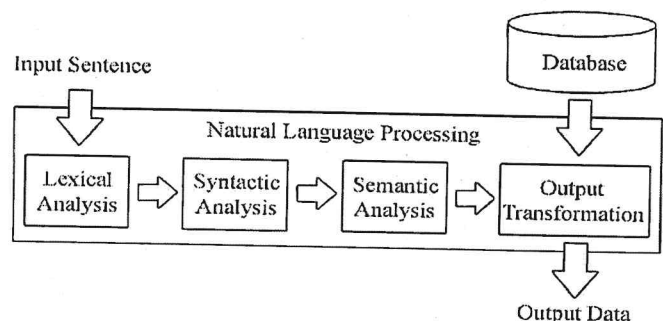 Input Sentence
Database
Natural Language Processing
Lexical
Analysis
Syntactic
Analysis
Semantic
Analysis
Output
Transformation
Output Data